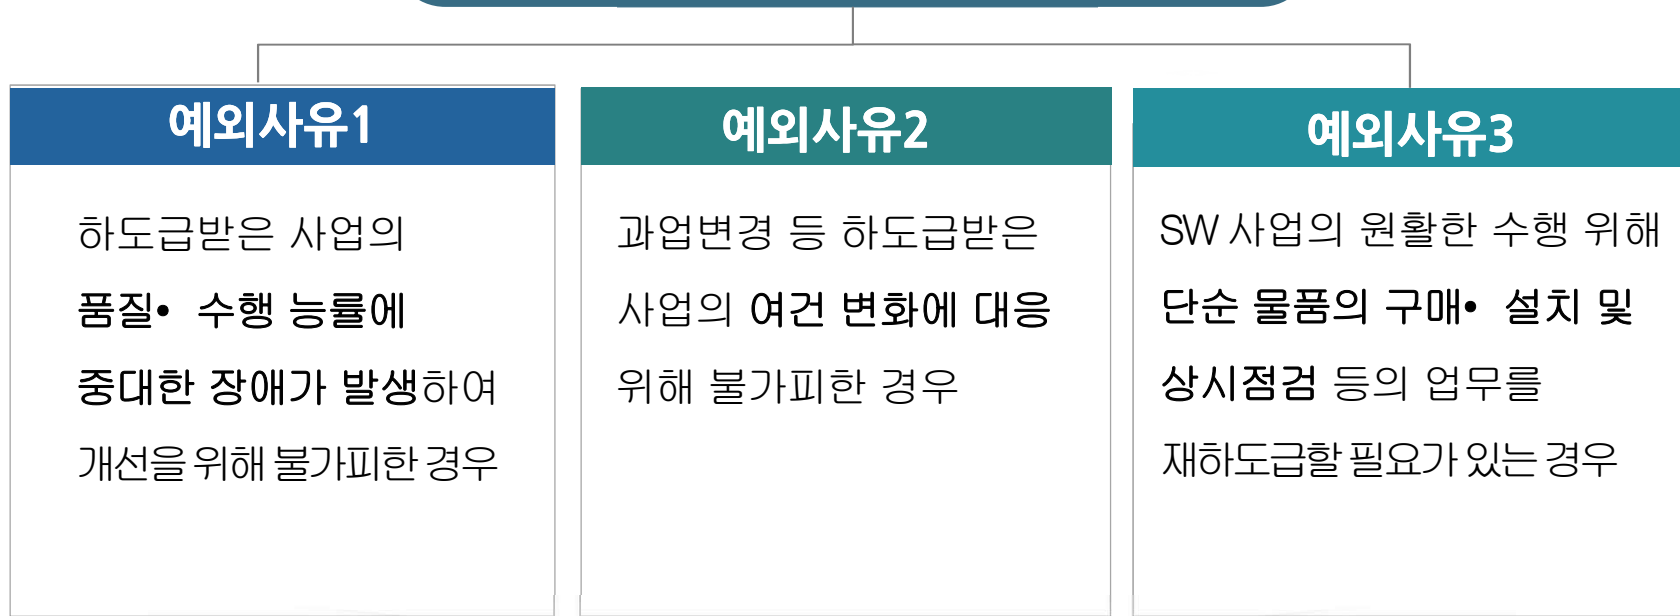 예외사유1
하도급받은 사업의
품질• 수행 능률에
중대한 장애가 발생하여
개선을 위해 불가피한 경우
예외사유2
과업변경 등 하도급받은
사업의 여건 변화에 대응
위해 불가피한 경우
예외사유3
SW 사업의 원활한 수행 위해
단순 물품의 구매• 설치 및
상시점검 등의 업무를
재하도급할 필요가 있는 경우